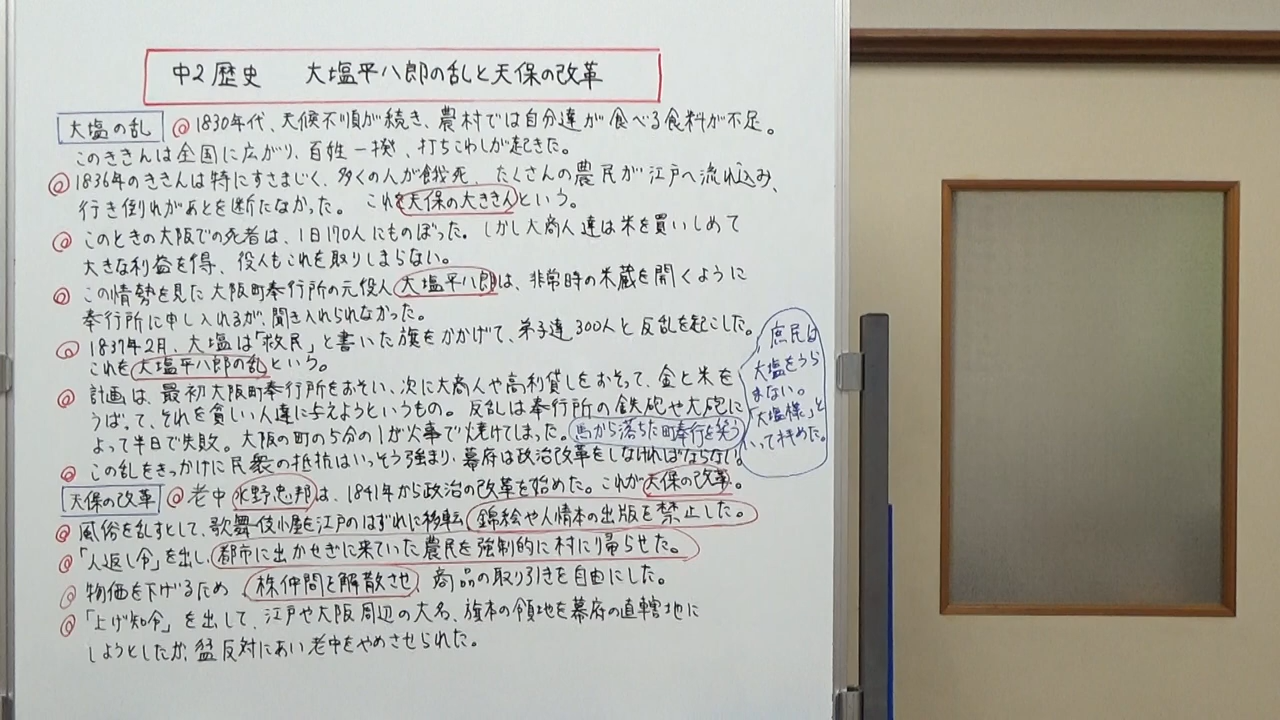 中2歴史 大塩平八郎の乱と天保の改革
大塩の乱 @ 1830年代、天候不順が続き、農村では自分達が食べる食料が不足。
このききんは全国に広がり、百姓一揆、打ちこわしが起きた。
@ 1836年のききんは特にすさまじく、多くの人が餓死、たくさんの農民が江戸へ流れ込み、
行き倒れがあとを断たなかった。これを天保の大ききんという。
@ このときの大阪での死者は、1日170人にものぼった。しかし大商人達は米を買いしめて
大きな利益を得、役人もこれを取りしまらない。
@ この情勢を見た大阪町奉行所の元役人大塩平八郎は、非常時の米蔵を開くように
奉行所に申し入れるが、聞き入れられなかった。
@ 1837年2月、大塩は「救民」と書いた旗をかかげて、弟子達300人と反乱を起こした。
これを大塩平八郎の乱という。
@ 計画は、最初大阪町奉行所をおそい、次に大商人や高利貸しをおそって、金と米を
うばって、それを貧しい人達に与えようというもの。反乱は奉行所の鉄砲や大砲に
よって半日で失敗。大阪の町の5分の1が火事で焼けてしまった。馬から落ちた町奉行を笑う
@ この乱をきっかけに民衆の抵抗はいっそう強まり、幕府は政治改革をしなければならない。
庶民は
大塩をうら
まない。
「大塩様」と
いって拝めた。
天保の改革 @ 老中水野忠邦は、1841年から政治の改革を始めた。これが天保の改革。
@ 風俗を乱すとして、歌舞伎小屋を江戸のはずれに移転 錦絵や人情本の出版を禁止した。
@ 「人返し令」を出し、都市に出かせぎに来ていた農民を強制的に村に帰らせた。
@ 物価を下げるため、株仲間を解散させ、商品の取り引きを自由にした。
@ 「上げ知令」を出して、江戸や大阪周辺の大名、旗本の領地を幕府の直轄地に
しようとしたが、猛反対にあい老中をやめさせられた。